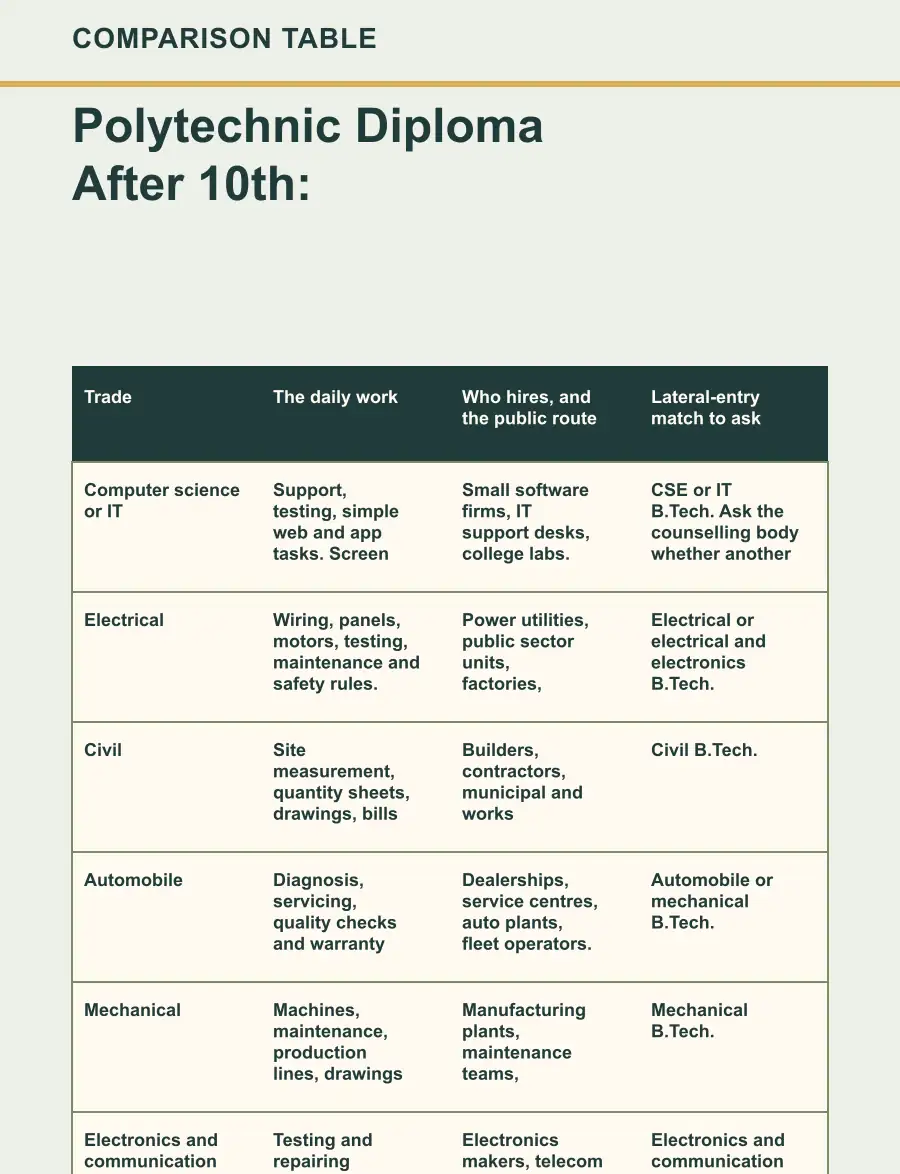 COMPARISON TABLE
Polytechnic Diploma
After 10th:
Trade
The daily work
Who hires, and
the public route
Lateral-entry
match to ask
Computer science
or IT
Support,
testing, simple
web and app
tasks. Screen
Small software
firms, IT
support desks,
college labs.
CSE or IT
B.Tech. Ask the
counselling body
whether another
Electrical
Wiring, panels,
motors, testing,
maintenance and
safety rules.
Power utilities,
public sector
units,
factories,
Electrical or
electrical and
electronics
B.Tech.
Civil
Site
measurement,
quantity sheets,
drawings, bills
Builders,
contractors,
municipal and
works
Civil B.Tech.
Automobile
Diagnosis,
servicing,
quality checks
and warranty
Dealerships,
service centres,
auto plants,
fleet operators.
Automobile or
mechanical
B.Tech.
Mechanical
Machines,
maintenance,
production
lines, drawings
Manufacturing
plants,
maintenance
teams,
Mechanical
B.Tech.
Electronics and
communication
Testing and
repairing
Electronics
makers, telecom
Electronics and
communication